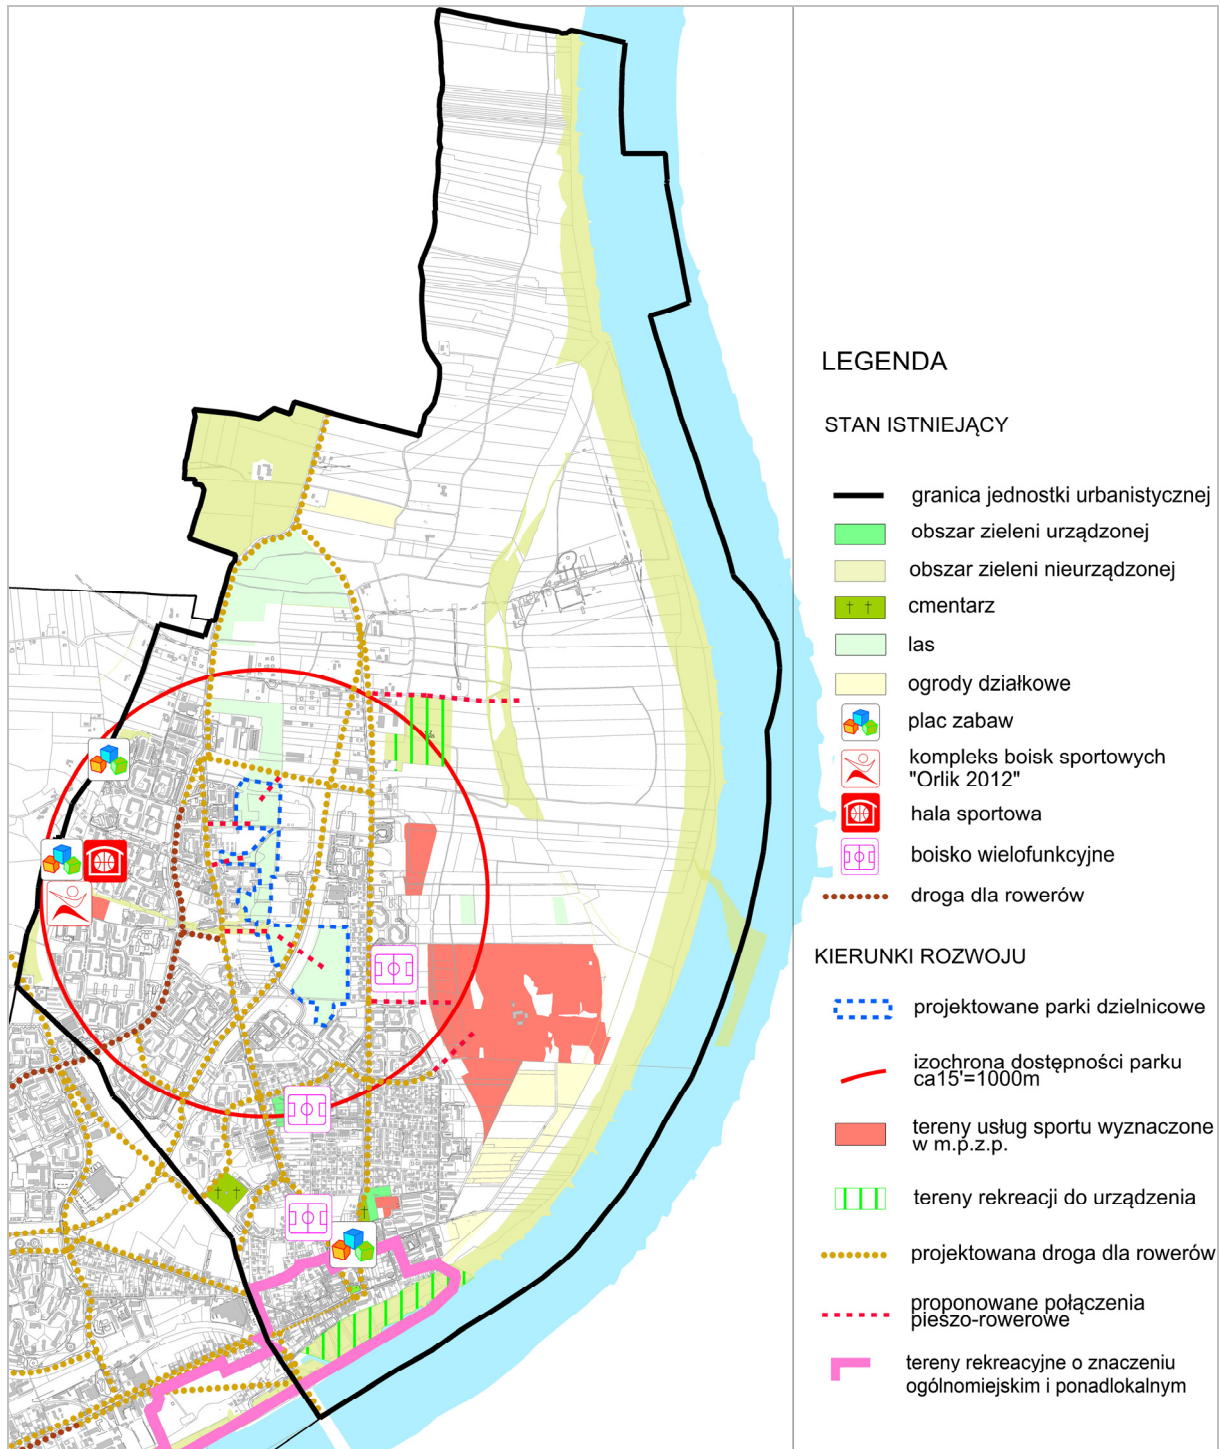 LEGENDA
STAN ISTNIEJĄCY
granica jednostki urbanistycznej
obszar zieleni urządzonej
obszar zieleni nieurządzonej
cmentarz
las
ogrody działkowe
plac zabaw
kompleks boisk sportowych
"Orlik 2012"
hala sportowa
boisko wielofunkcyjne
droga dla rowerów
KIERUNKI ROZWOJU
projektowane parki dzielnicowe
izochrona dostępności parku
ca15'=1000m
tereny usług sportu wyznaczone
w m.p.z.p.
tereny rekreacji do urządzenia
projektowana droga dla rowerów
proponowane połączenia
pieszo-rowerowe
tereny rekreacyjne o znaczeniu
ogólnomiejskim i ponadlokalnym